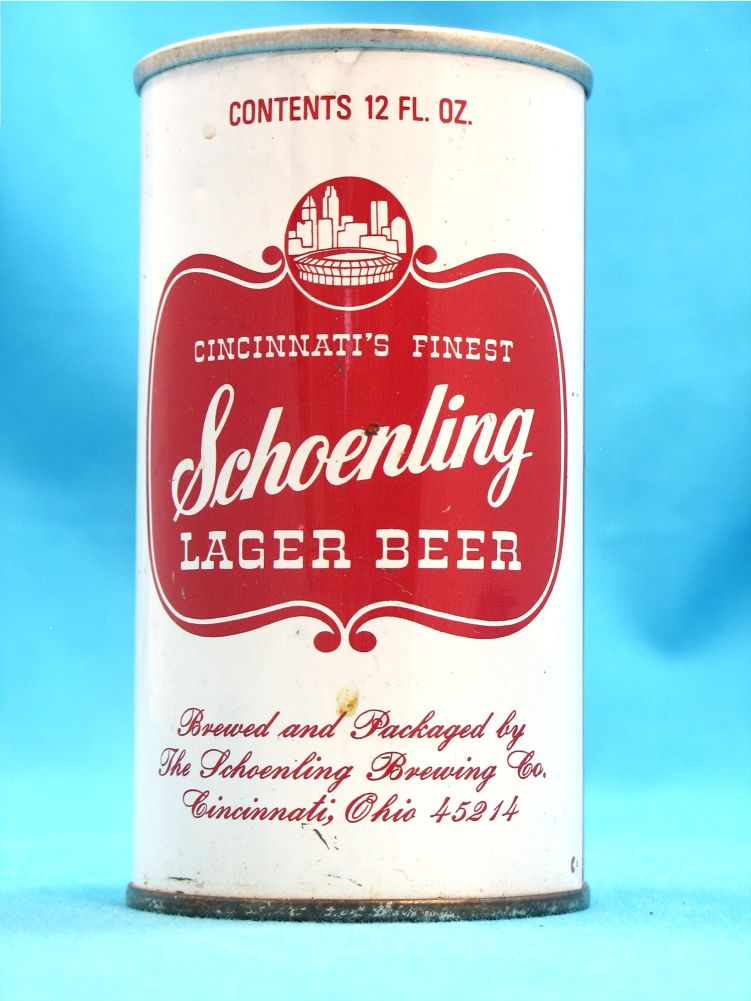 CONTENTS 12 FL. OZ.
CINCINNATI'S FINEST
Schoenling
LAGER BEER
Brewed and Packaged by
The Schoenling Brewing Co.
Cincinnati, Ohio 45214